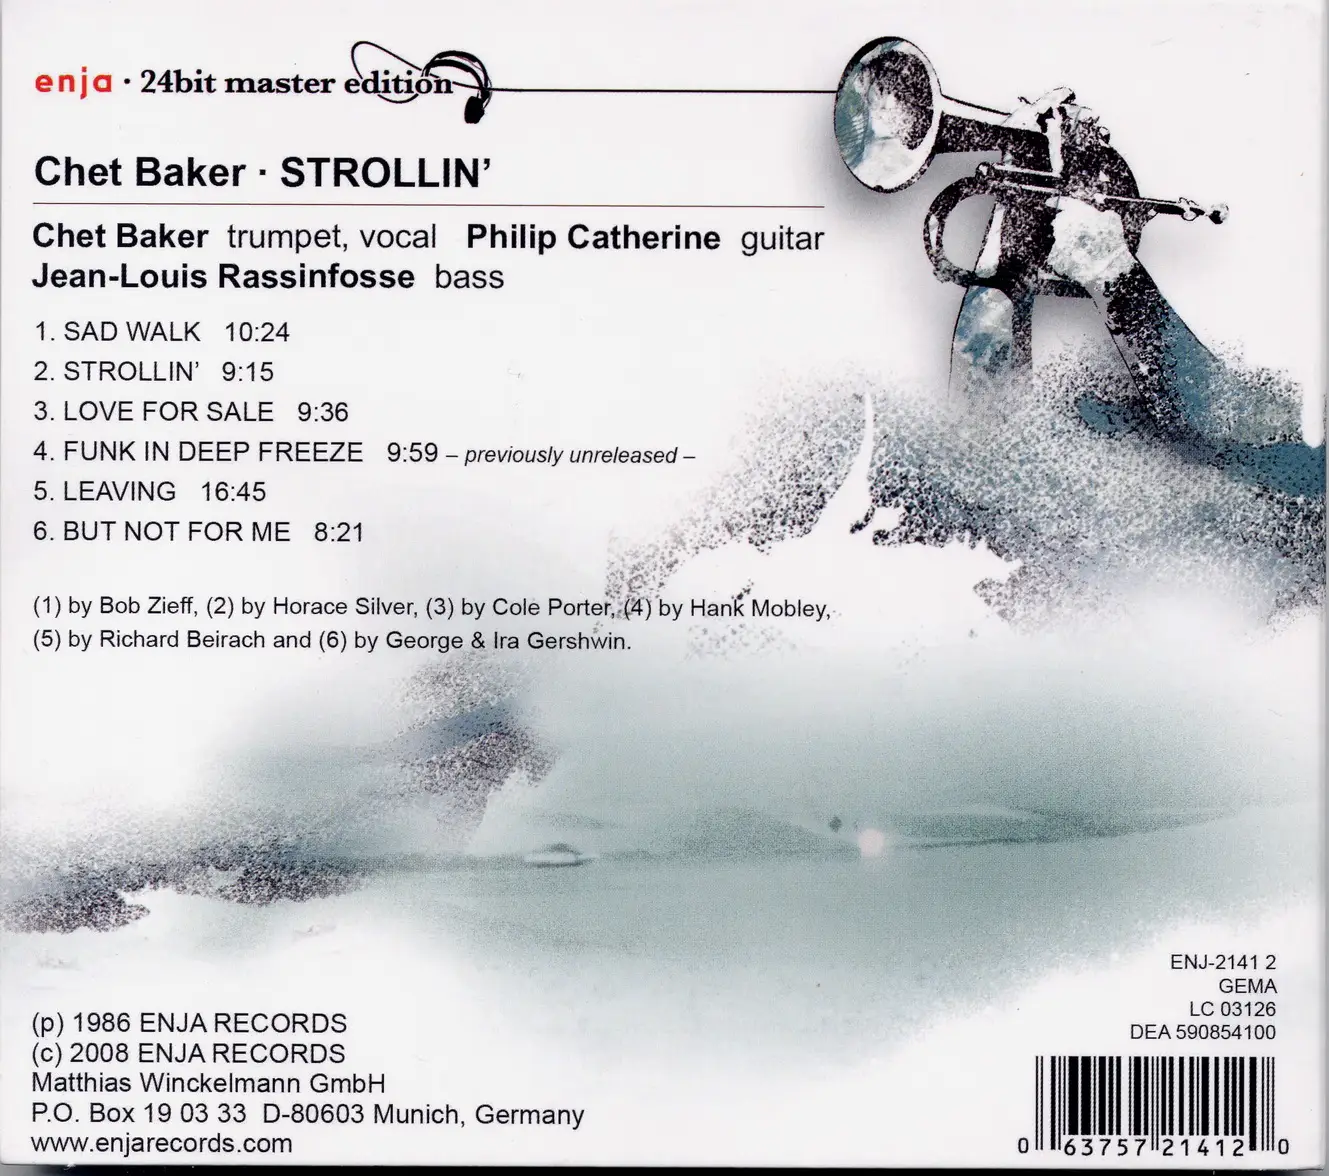 enja · 24bit master edition
Chet Baker · STROLLIN’
Chet Baker trumpet, vocal Philip Catherine guitar
Jean-Louis Rassinfosse bass
1. SAD WALK 10:24
2. STROLLIN’ 9:15
3. LOVE FOR SALE 9:36
4. FUNK IN DEEP FREEZE 9:59 – previously unreleased –
5. LEAVING 16:45
6. BUT NOT FOR ME 8:21
(1) by Bob Zieff, (2) by Horace Silver, (3) by Cole Porter, (4) by Hank Mobley,
(5) by Richard Beirach and (6) by George & Ira Gershwin.
ENJ-2141 2
GEMA
LC 03126
DEA 590854100
(p) 1986 ENJA RECORDS
(c) 2008 ENJA RECORDS
Matthias Winckelmann GmbH
P.O. Box 19 03 33 D-80603 Munich, Germany
www.enjarecords.com
0 63757 21412 0